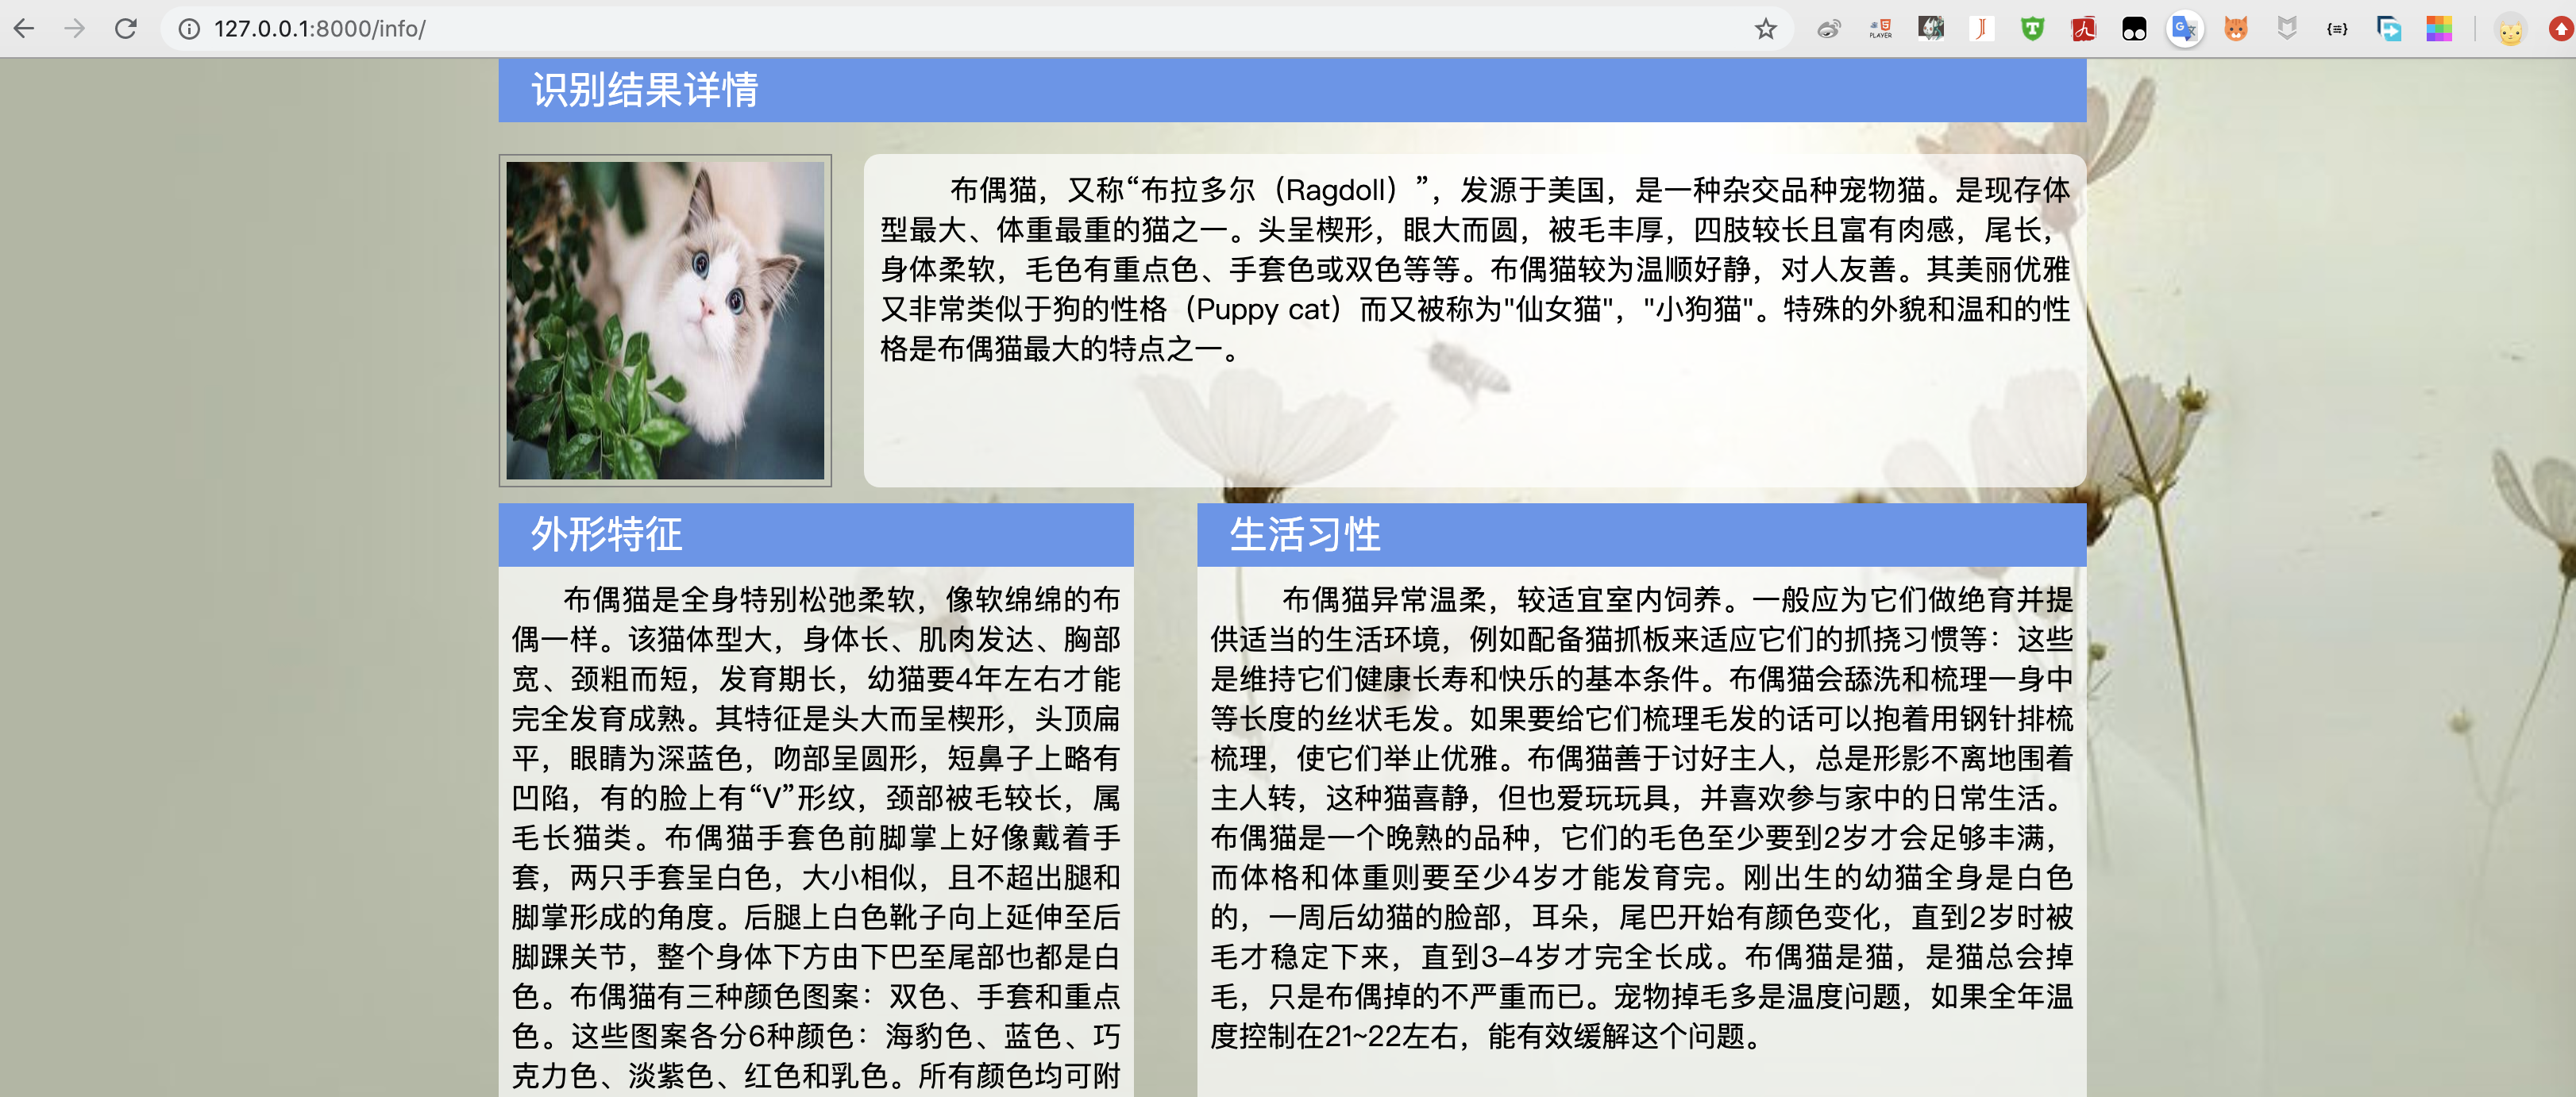 127.0.0.1:8000/info/
识别结果详情
布偶猫，又称“布拉多尔（Ragdoll）”，发源于美国，是一种杂交品种宠物猫。是现存体
型最大、体重最重的猫之一。头呈楔形，眼大而圆，被毛丰厚，四肢较长且富有肉感，尾长，
身体柔软，毛色有重点色、手套色或双色等等。布偶猫较为温顺好静，对人友善。其美丽优雅
又非常类似于狗的性格（Puppy cat）而又被称为"仙女猫"，"小狗猫"。特殊的外貌和温和的性
格是布偶猫最大的特点之一。
外形特征
布偶猫是全身特别松弛柔软，像软绵绵的布
偶一样。该猫体型大，身体长、肌肉发达、胸部
宽、颈粗而短，发育期长，幼猫要4年左右才能
完全发育成熟。其特征是头大而呈楔形，头顶扁
平，眼睛为深蓝色，吻部呈圆形，短鼻子上略有
凹陷，有的脸上有“V”形纹，颈部被毛较长，属
毛长猫类。布偶猫手套色前脚掌上好像戴着手
套，两只手套呈白色，大小相似，且不超出腿和
脚掌形成的角度。后腿上白色靴子向上延伸至后
脚踝关节，整个身体下方由下巴至尾部也都是白
色。布偶猫有三种颜色图案：双色、手套和重点
色。这些图案各分6种颜色：海豹色、蓝色、巧
克力色、淡紫色、红色和乳色。所有颜色均可附
生活习性
布偶猫异常温柔，较适宜室内饲养。一般应为它们做绝育并提
供适当的生活环境，例如配备猫抓板来适应它们的抓挠习惯等：这些
是维持它们健康长寿和快乐的基本条件。布偶猫会舔洗和梳理一身中
等长度的丝状毛发。如果要给它们梳理毛发的话可以抱着用钢针排梳
梳理，使它们举止优雅。布偶猫善于讨好主人，总是形影不离地围着
主人转，这种猫喜静，但也爱玩玩具，并喜欢参与家中的日常生活。
布偶猫是一个晚熟的品种，它们的毛色至少要到2岁才会足够丰满，
而体格和体重则要至少4岁才能发育完。刚出生的幼猫全身是白色
的，一周后幼猫的脸部，耳朵，尾巴开始有颜色变化，直到2岁时被
毛才稳定下来，直到3–4岁才完全长成。布偶猫是猫，是猫总会掉
毛，只是布偶掉的不严重而已。宠物掉毛多是温度问题，如果全年温
度控制在21~22左右，能有效缓解这个问题。